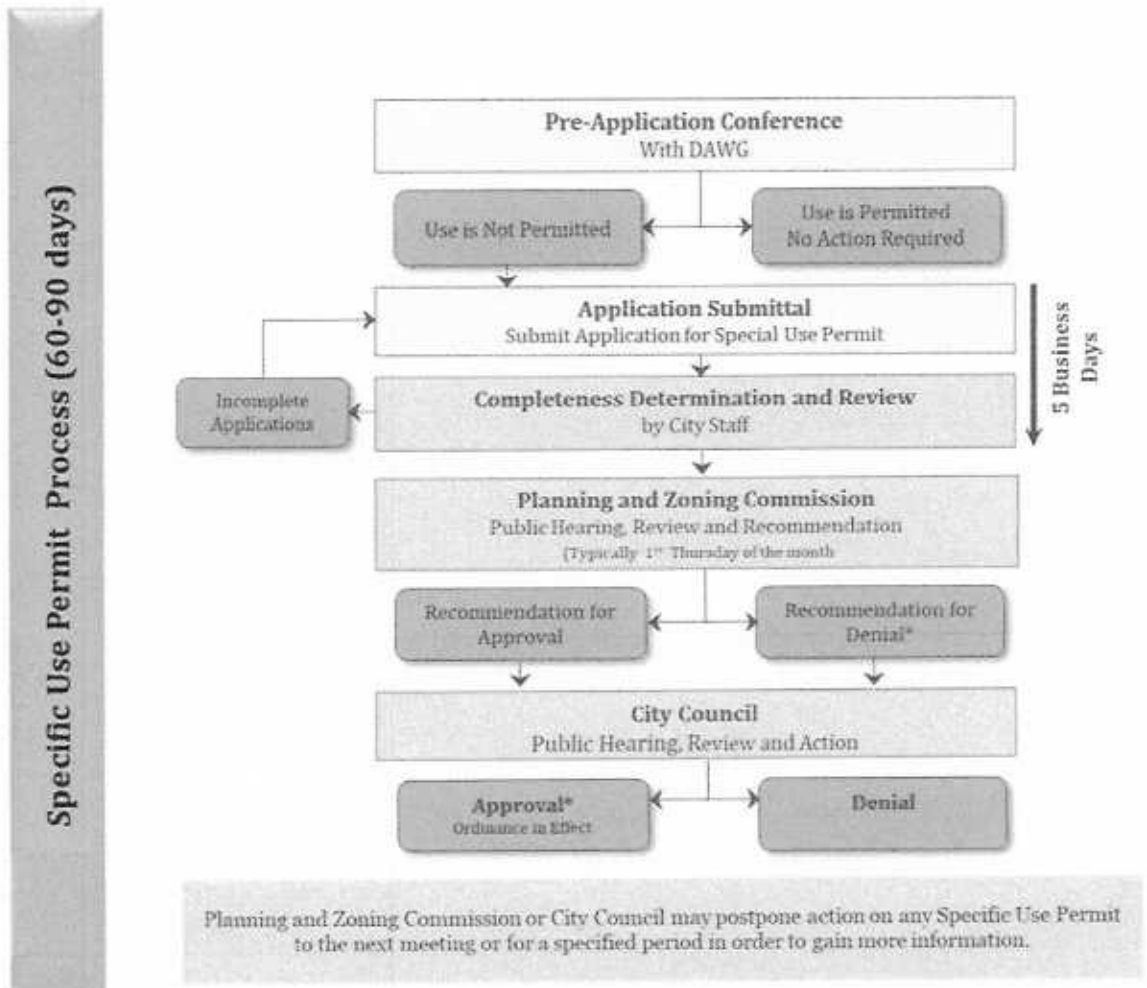 Specific Use Permit Process (60-90 days)
Pre-Application Conference
With DAWG
Use is Not Permitted
Use is Permitted
No Action Required
Application Submittal
Submit Application for Special Use Permit
5 Business
Days
Incomplete
Applications
Completeness Determination and Review
by City Staff
Planning and Zoning Commission
Public Hearing, Review and Recommendation
(Typically 1st Thursday of the month
Recommendation for
Approval
Recommendation for
Denial*
City Council
Public Hearing, Review and Action
Approval*
Ordinance in Effect
Denial
Planning and Zoning Commission or City Council may postpone action on any Specific Use Permit
to the next meeting or for a specified period in order to gain more information.